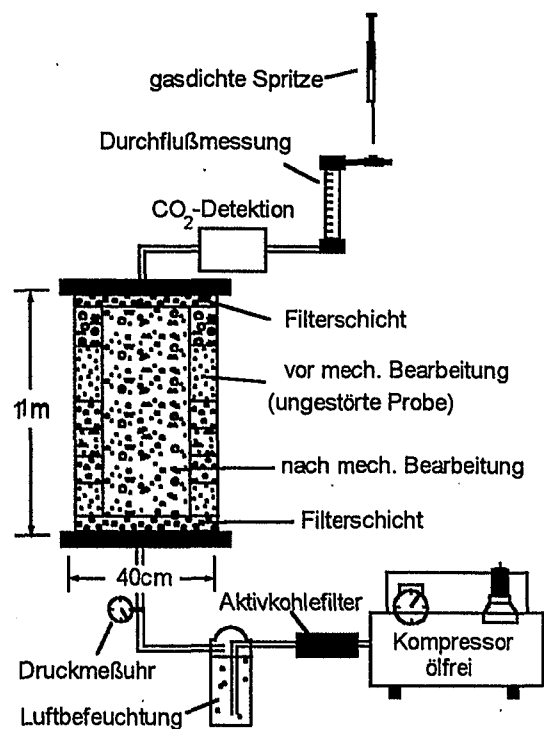 gasdichte Spritze
Durchflußmessung
CO2-Detektion
Filterschicht
vor mech. Bearbeitung
(ungestörte Probe)
11m
nach mech. Bearbeitung
Filterschicht
40cm
Aktivkohlefilter
Kompressor
ölfrei
Druckmeßuhr
Luftbefeuchtung